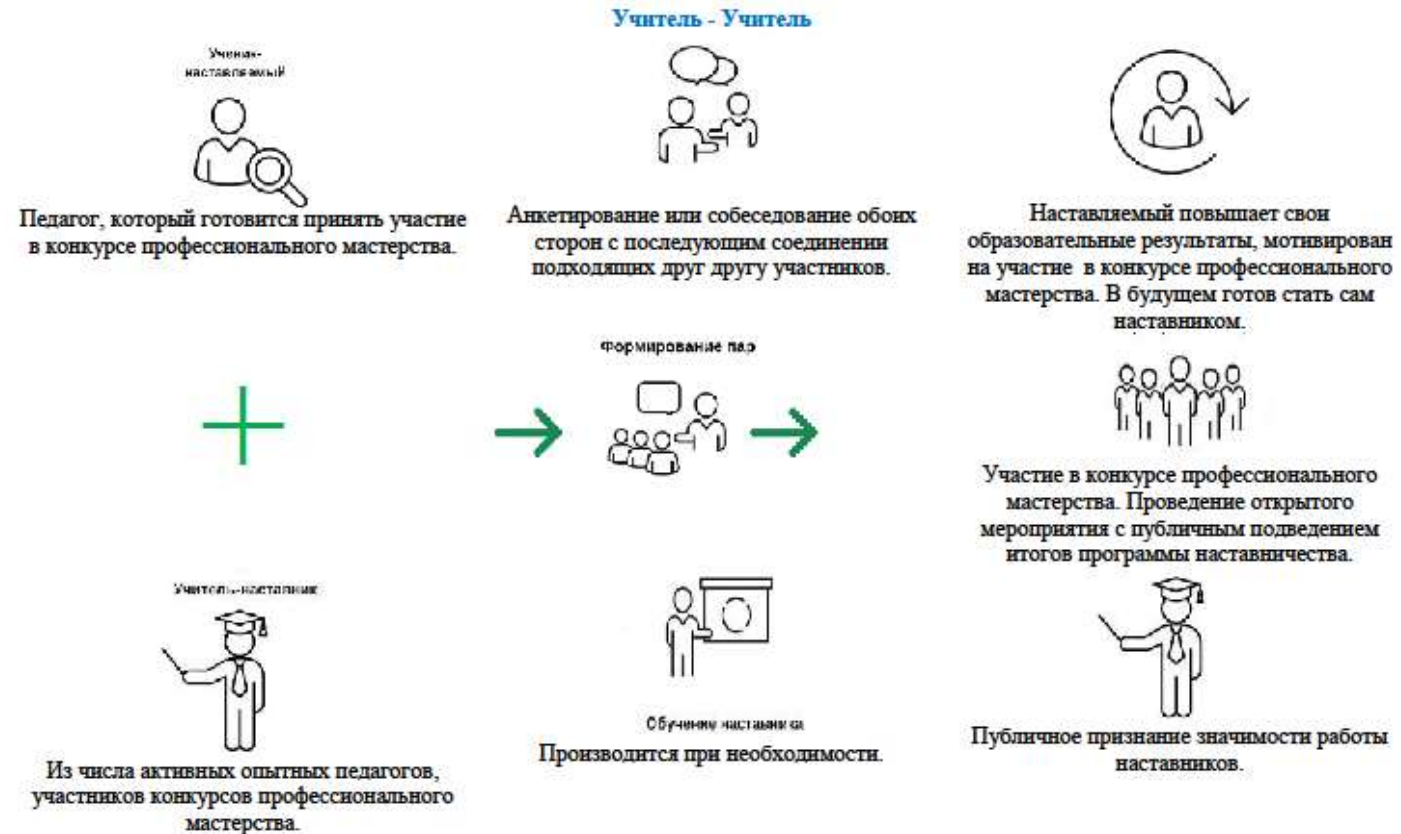 Учитель - Учитель
Ученик-
наставляемый
Педагог, который готовится принять участие
в конкурсе профессионального мастерства.
Анкетирование или собеседование обоих
сторон с последующим соединении
подходящих друг другу участников.
Наставляемый повышает свои
образовательные результаты, мотивирован
на участие в конкурсе профессионального
мастерства. В будущем готов стать сам
наставником.
Формирование пар
Участие в конкурсе профессионального
мастерства. Проведение открытого
мероприятия с публичным подведением
итогов программы наставничества.
Учитель-наставник
Из числа активных опытных педагогов,
участников конкурсов профессионального
мастерства.
Обучение наставника
Производится при необходимости.
Публичное признание значимости работы
наставников.